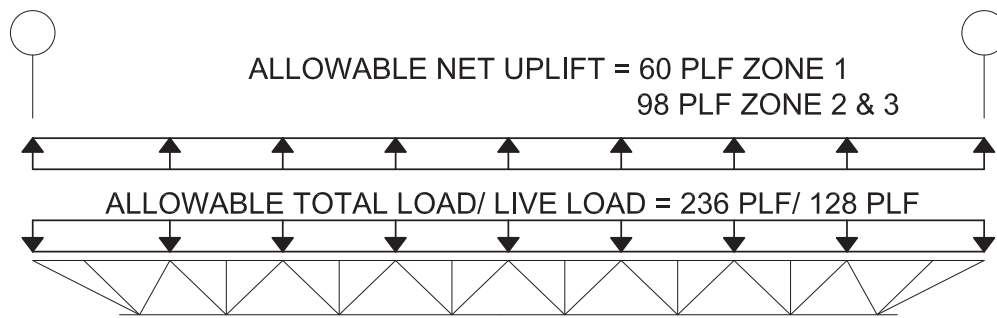 ALLOWABLE NET UPLIFT = 60 PLF ZONE 1
98 PLF ZONE 2 & 3
ALLOWABLE TOTAL LOAD/ LIVE LOAD = 236 PLF/ 128 PLF